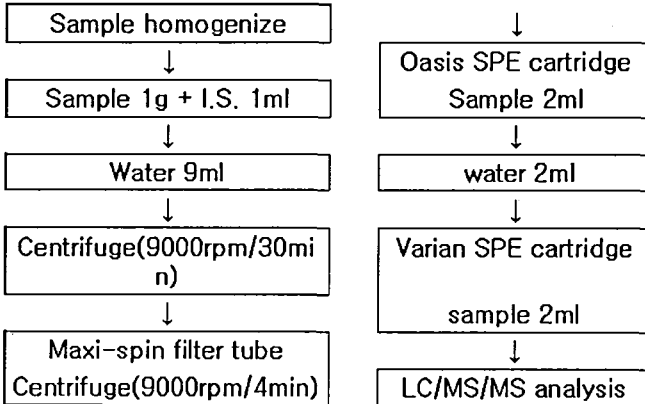 Sample homogenize
↓
Sample 1g + I.S. 1ml
↓
Water 9ml
↓
Centrifuge(9000rpm/30mi
n)
↓
Maxi-spin filter tube
Centrifuge(9000rpm/4min)
↓
Oasis SPE cartridge
Sample 2ml
↓
water 2ml
↓
Varian SPE cartridge
sample 2ml
↓
LC/MS/MS analysis